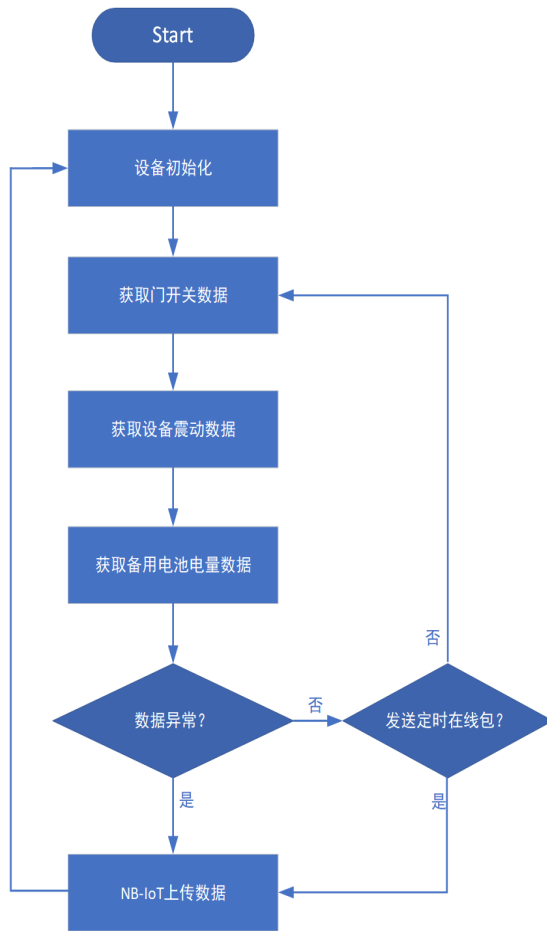 Start
设备初始化
获取门开关数据
获取设备震动数据
获取备用电池电量数据
否
数据异常?
否
发送定时在线包?
是
是
NB-IoT上传数据